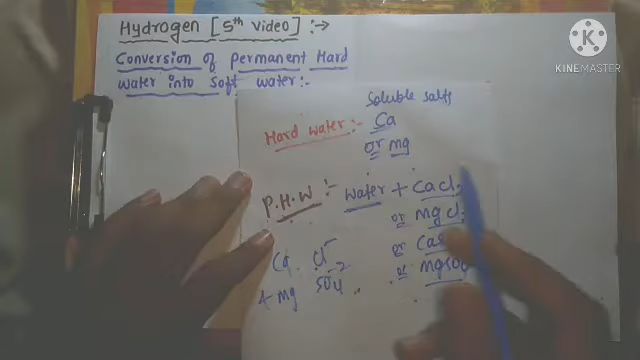 Hydrogen [5th video] :→
Conversion of permanent Hard
Water into Soft water:-
Soluble salts
Hard water:- Ca
or mg
P.H.W :- water + CaCl2
or MgCl2
or
or MgSO4
Ca Cl-
+ Mg SO4-2
KINEMASTER